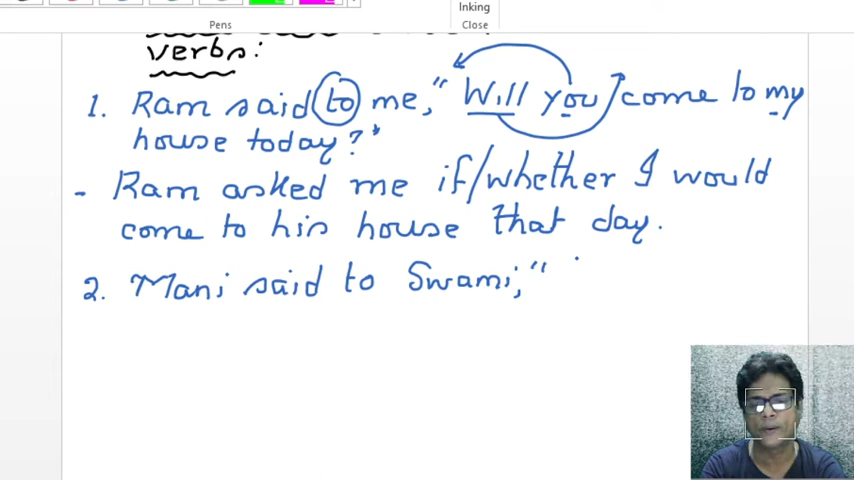 Inking
Pens
Close
verbs:
1. Ram said to me, "Will you come to my
house today?"
- Ram asked me if/whether I would
come to his house that day.
2. Mani said to Swami, "